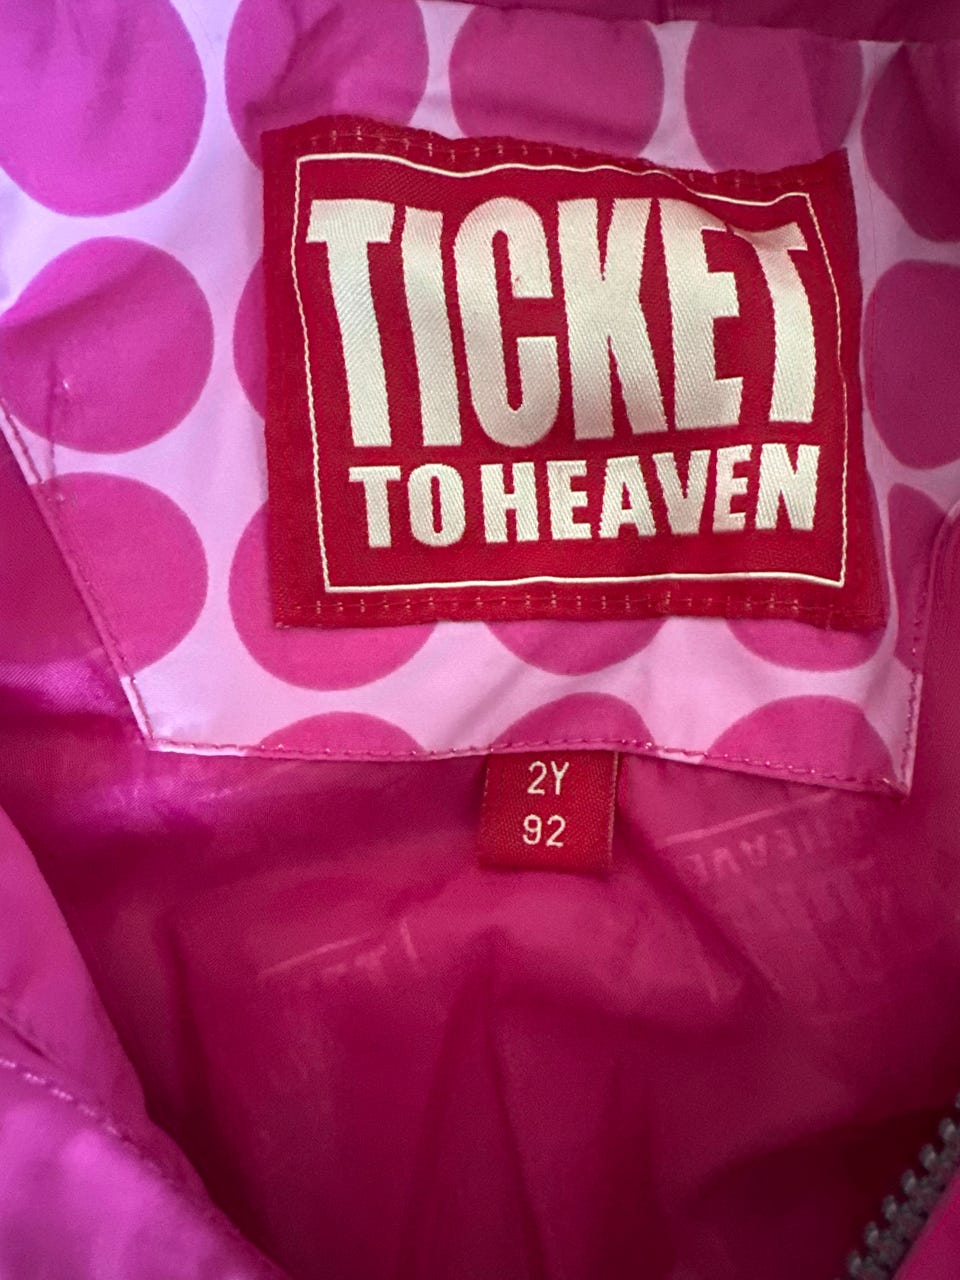 TICKET
TO HEAVEN
2Y
92